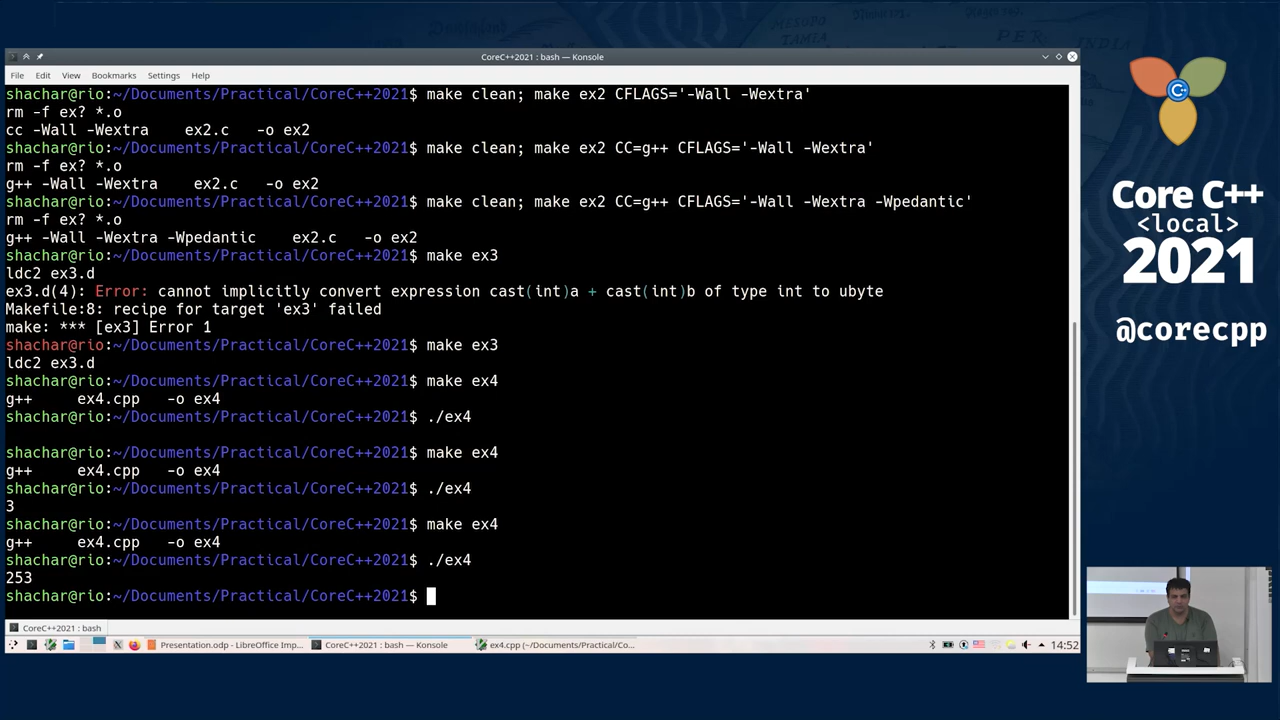 MESUPO
TAMIA
PER
INDIA
CoreC++2021 : bash — Konsole
File Edit View Bookmarks Settings Help
shachar@rio:~/Documents/Practical/CoreC++2021$ make clean; make ex2 CFLAGS='-Wall -Wextra'
rm -f ex? *.o
cc -Wall -Wextra    ex2.c   -o ex2
shachar@rio:~/Documents/Practical/CoreC++2021$ make clean; make ex2 CC=g++ CFLAGS='-Wall -Wextra'
rm -f ex? *.o
g++ -Wall -Wextra    ex2.c   -o ex2
shachar@rio:~/Documents/Practical/CoreC++2021$ make clean; make ex2 CC=g++ CFLAGS='-Wall -Wextra -Wpedantic'
rm -f ex? *.o
g++ -Wall -Wextra -Wpedantic    ex2.c   -o ex2
shachar@rio:~/Documents/Practical/CoreC++2021$ make ex3
ldc2 ex3.d
ex3.d(4): Error: cannot implicitly convert expression cast(int)a + cast(int)b of type int to ubyte
Makefile:8: recipe for target 'ex3' failed
make: *** [ex3] Error 1
shachar@rio:~/Documents/Practical/CoreC++2021$ make ex3
ldc2 ex3.d
shachar@rio:~/Documents/Practical/CoreC++2021$ make ex4
g++     ex4.cpp   -o ex4
shachar@rio:~/Documents/Practical/CoreC++2021$ ./ex4
shachar@rio:~/Documents/Practical/CoreC++2021$ make ex4
g++     ex4.cpp   -o ex4
shachar@rio:~/Documents/Practical/CoreC++2021$ ./ex4
3
shachar@rio:~/Documents/Practical/CoreC++2021$ make ex4
g++     ex4.cpp   -o ex4
shachar@rio:~/Documents/Practical/CoreC++2021$ ./ex4
253
shachar@rio:~/Documents/Practical/CoreC++2021$
CoreC++2021 : bash
Presentation.odp - LibreOffice Imp...
CoreC++2021 : bash — Konsole
ex4.cpp (~/Documents/Practical/Co...
14:52
C++
Core C++
<local>
2021
@corecpp